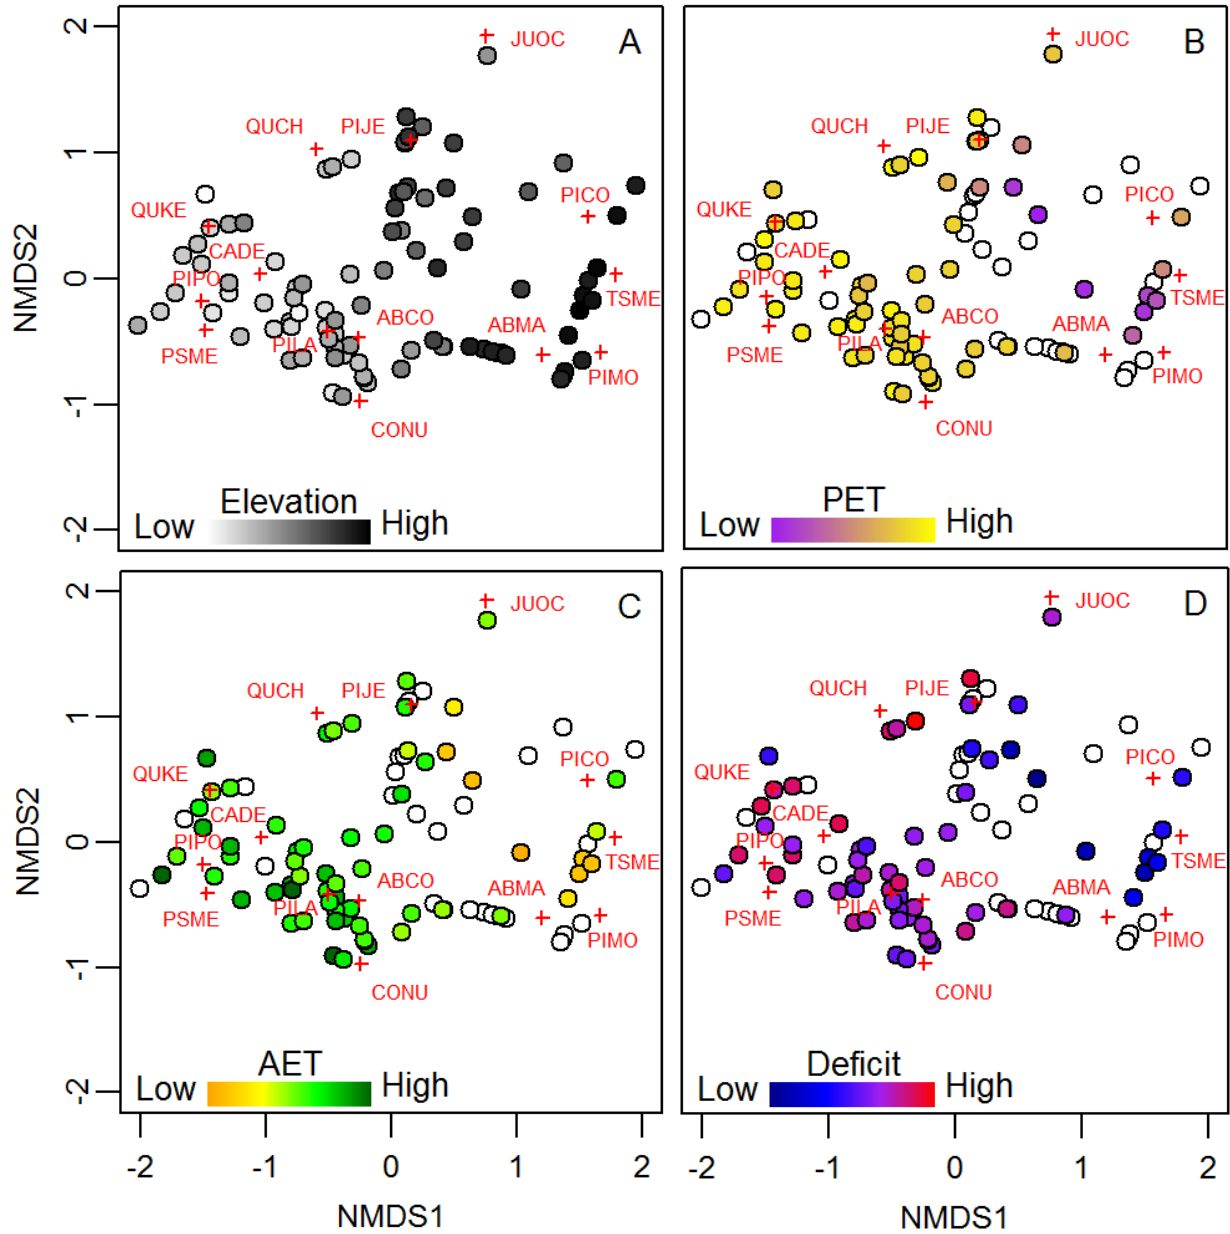 A
2
1
0
-1
-2
NMDS2
JUOC
QUCH
PIJE
PICO
QUKE
CADE
PIPO
TSME
ABCO
ABMA
PSME
PILA
PIMO
CONU
Elevation
Low
High
B
JUOC
QUCH
PIJE
PICO
QUKE
CADE
PIPO
TSME
ABCO
ABMA
PSME
PILA
PIMO
CONU
PET
Low
High
C
2
1
0
-1
-2
NMDS2
JUOC
QUCH
PIJE
PICO
QUKE
CADE
PIPO
TSME
ABCO
ABMA
PSME
PILA
PIMO
CONU
AET
Low
High
-2 -1 0 1 2
NMDS1
D
JUOC
QUCH
PIJE
PICO
QUKE
CADE
PIPO
TSME
ABCO
ABMA
PSME
PILA
PIMO
CONU
Deficit
Low
High
-2 -1 0 1 2
NMDS1